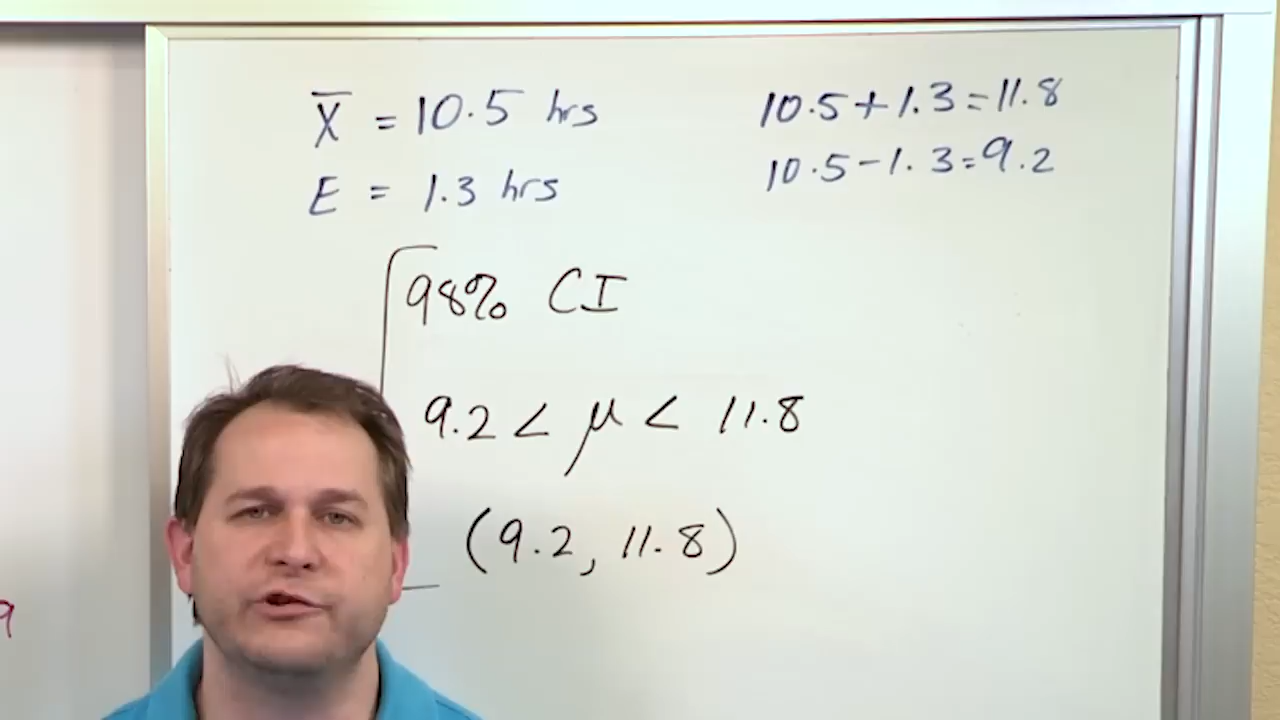 X̄ = 10.5 hrs
E = 1.3 hrs
10.5+1.3=11.8
10.5-1.3=9.2
98% CI
9.2 < μ < 11.8
(9.2, 11.8)
9